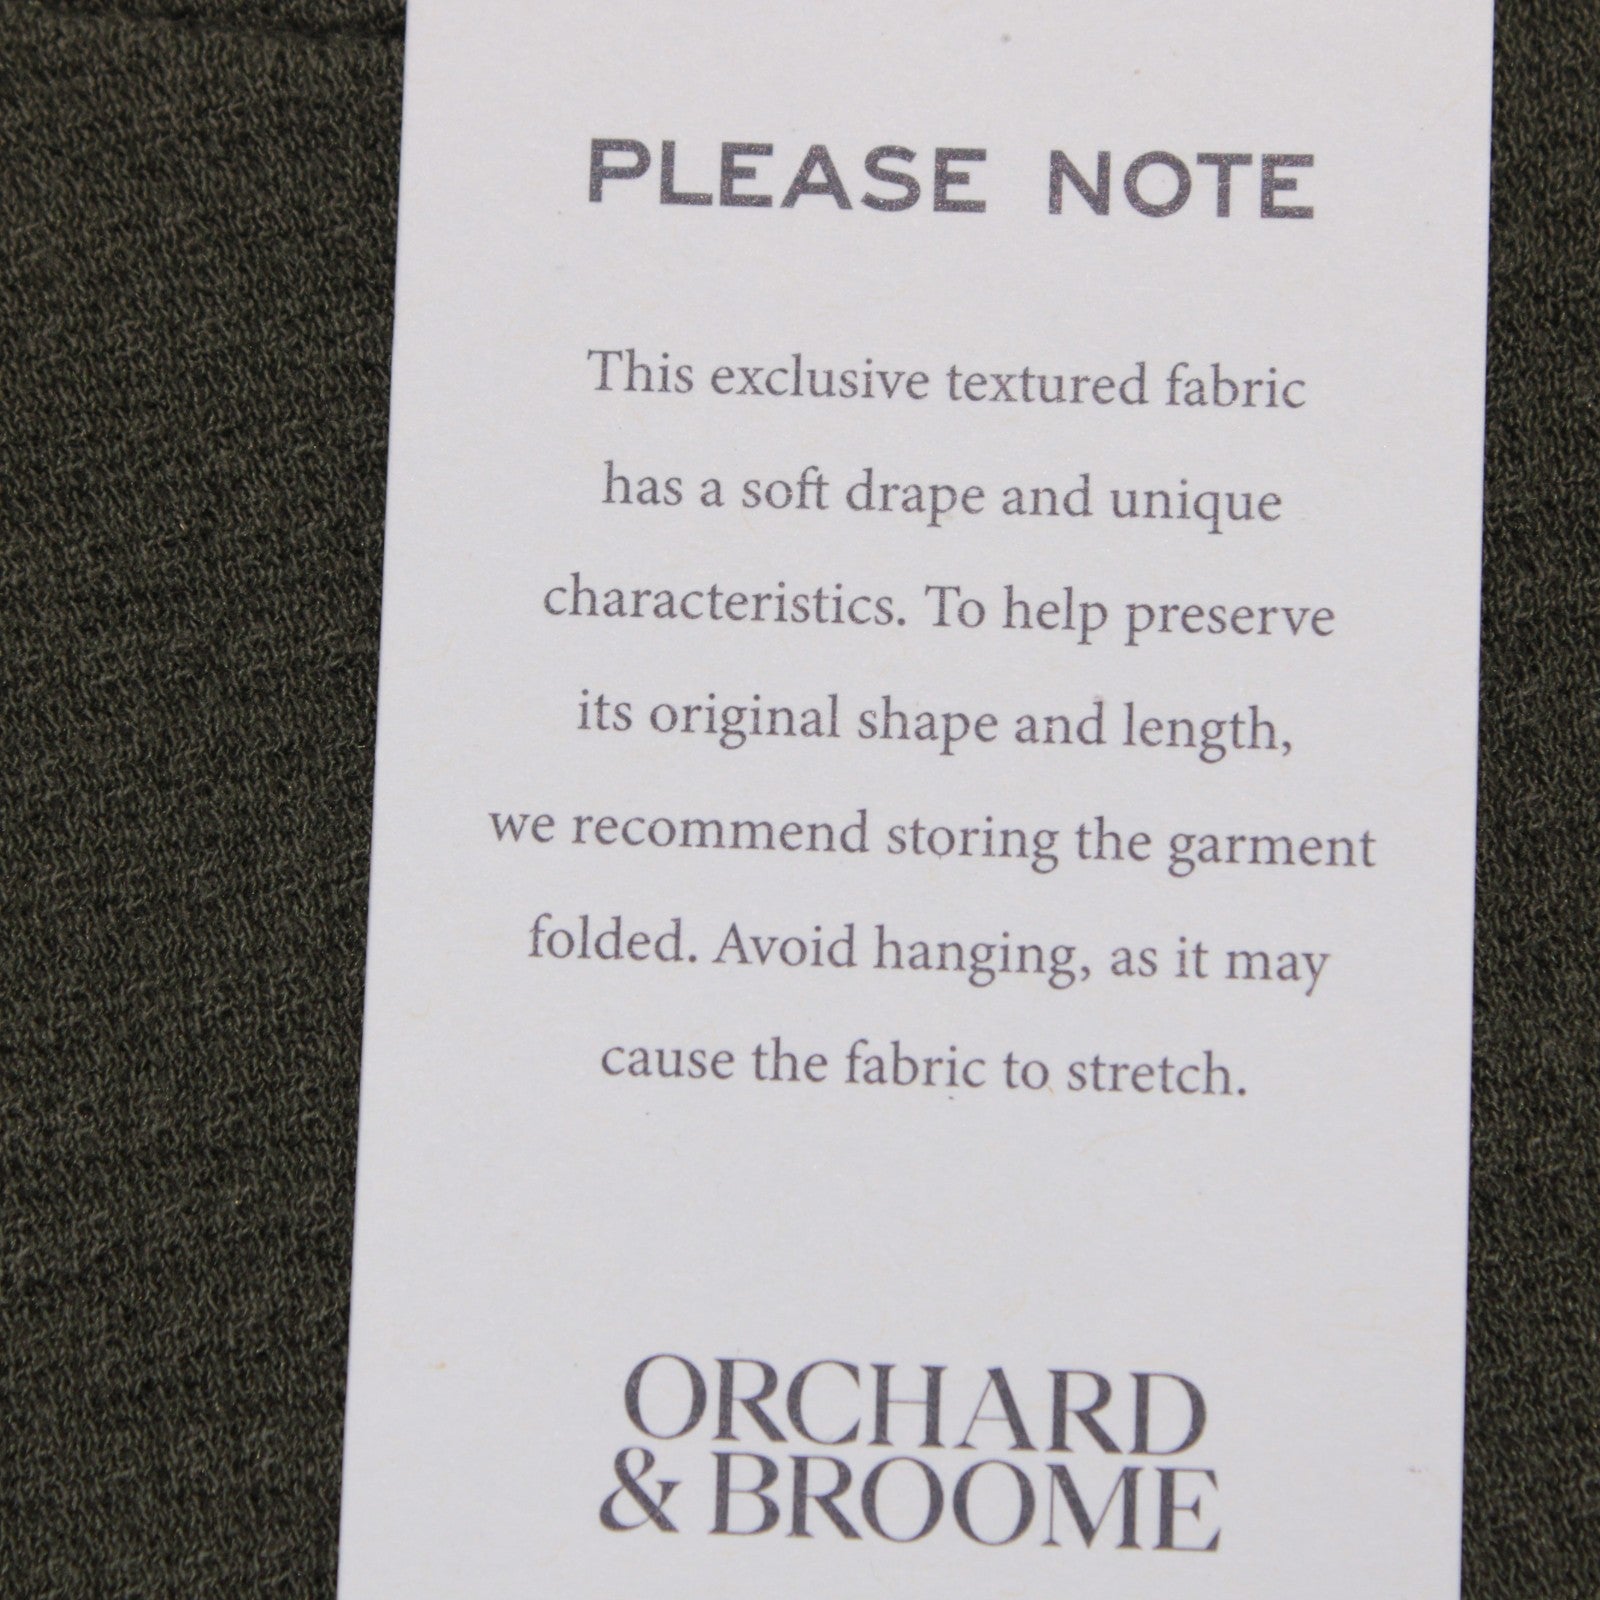 PLEASE NOTE
This exclusive textured fabric
has a soft drape and unique
characteristics. To help preserve
its original shape and length,
we recommend storing the garment
folded. Avoid hanging, as it may
cause the fabric to stretch.
ORCHARD
& BROOME